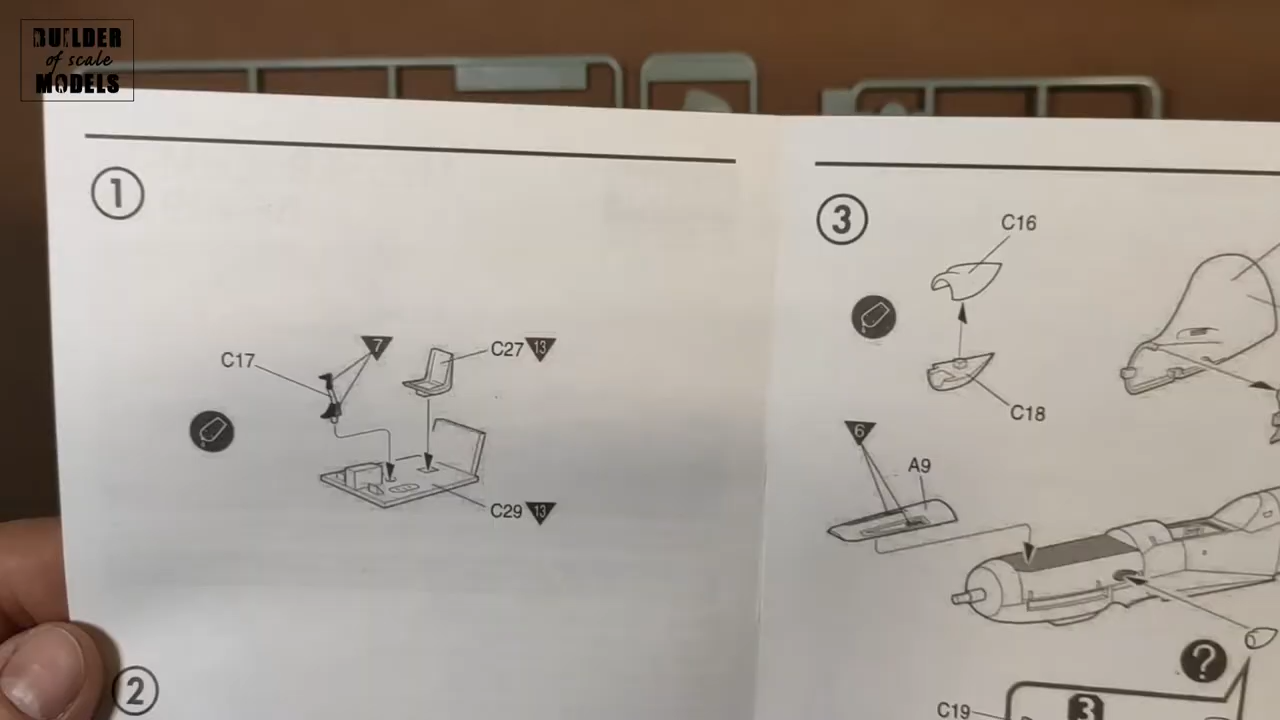 BUILDER
of scale
MODELS
1
C17
7
C27 13
C29 13
2
3
C16
C18
6
A9
?
C19
3